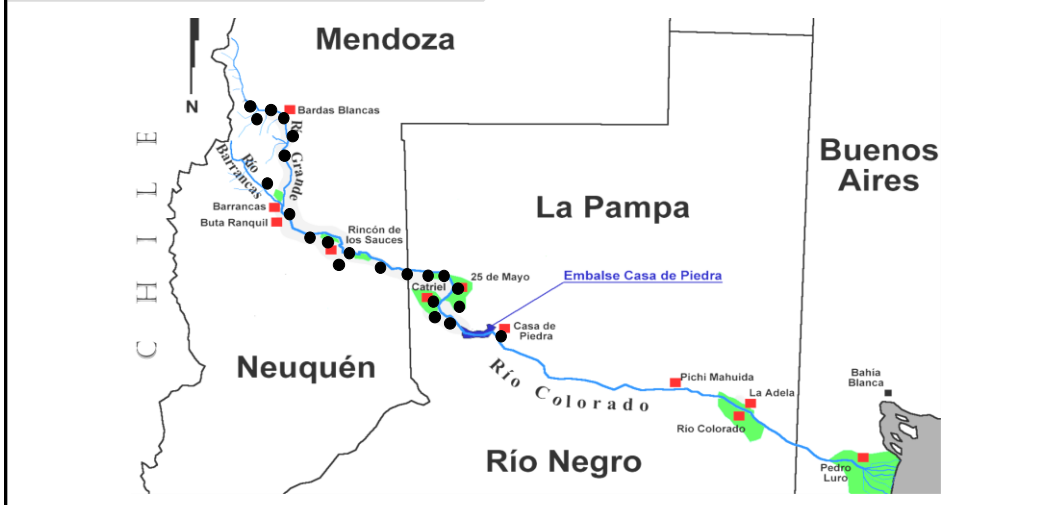 Mendoza
N
Bardas Blancas
Río
Grande
Río
Barrancas
CHILE
Buenos
Aires
La Pampa
Barrancas
Buta Ranquil
Rincón de
los Sauces
25 de Mayo
Embalse Casa de Piedra
Catriel
Casa de
Piedra
Neuquén
Río Colorado
Pichi Mahuida
Bahia
Blanca
La Adela
Rio Colorado
Río Negro
Pedro
Luro